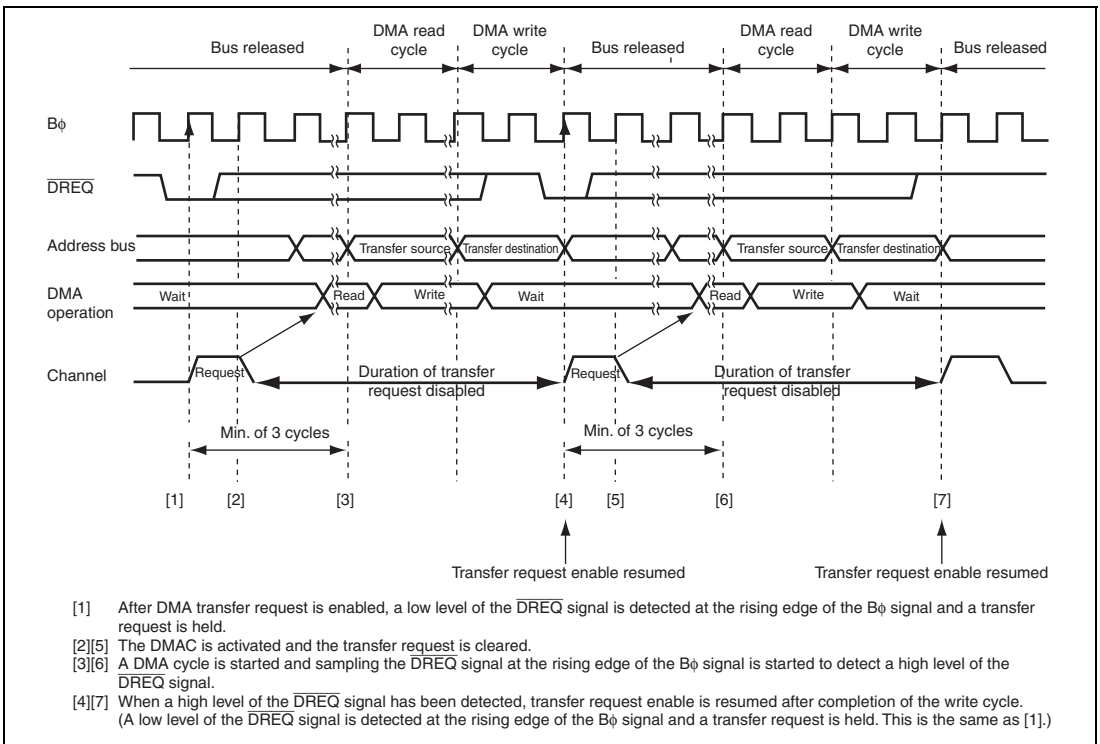 Bus released
DMA read cycle
DMA write cycle
Bus released
DMA read cycle
DMA write cycle
Bus released
Bφ
DREQ
Address bus
Transfer source
Transfer destination
Transfer source
Transfer destination
DMA operation
Wait
Read
Write
Wait
Read
Write
Wait
Channel
Request
Duration of transfer request disabled
Request
Duration of transfer request disabled
Min. of 3 cycles
Min. of 3 cycles
[1]
[2]
[3]
[4]
[5]
[6]
[7]
Transfer request enable resumed
Transfer request enable resumed
[1] After DMA transfer request is enabled, a low level of the DREQ signal is detected at the rising edge of the Bφ signal and a transfer
request is held.
[2][5] The DMAC is activated and the transfer request is cleared.
[3][6] A DMA cycle is started and sampling the DREQ signal at the rising edge of the Bφ signal is started to detect a high level of the
DREQ signal.
[4][7] When a high level of the DREQ signal has been detected, transfer request enable is resumed after completion of the write cycle.
(A low level of the DREQ signal is detected at the rising edge of the Bφ signal and a transfer request is held. This is the same as [1].)